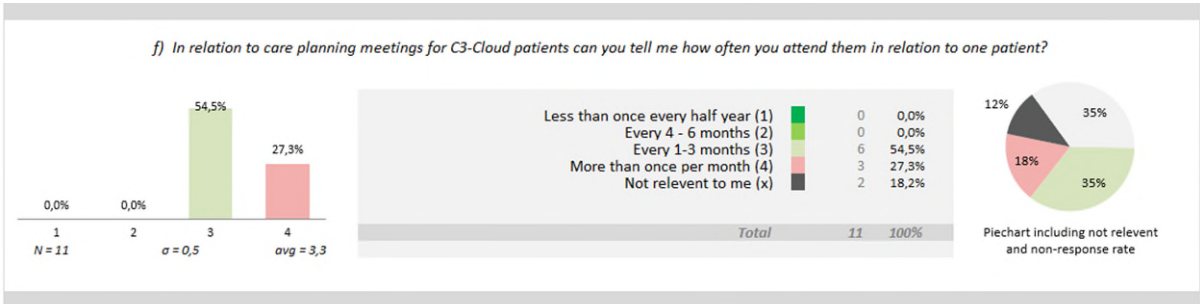 f) In relation to care planning meetings for C3-Cloud patients can you tell me how often you attend them in relation to one patient?
0,0%
0,0%
54,5%
27,3%
1
2
3
4
N = 11
σ = 0,5
avg = 3,3
Less than once every half year (1) 0 0,0%
Every 4 - 6 months (2) 0 0,0%
Every 1-3 months (3) 6 54,5%
More than once per month (4) 3 27,3%
Not relevent to me (x) 2 18,2%
Total 11 100%
12%
35%
18%
35%
Piechart including not relevent
and non-response rate